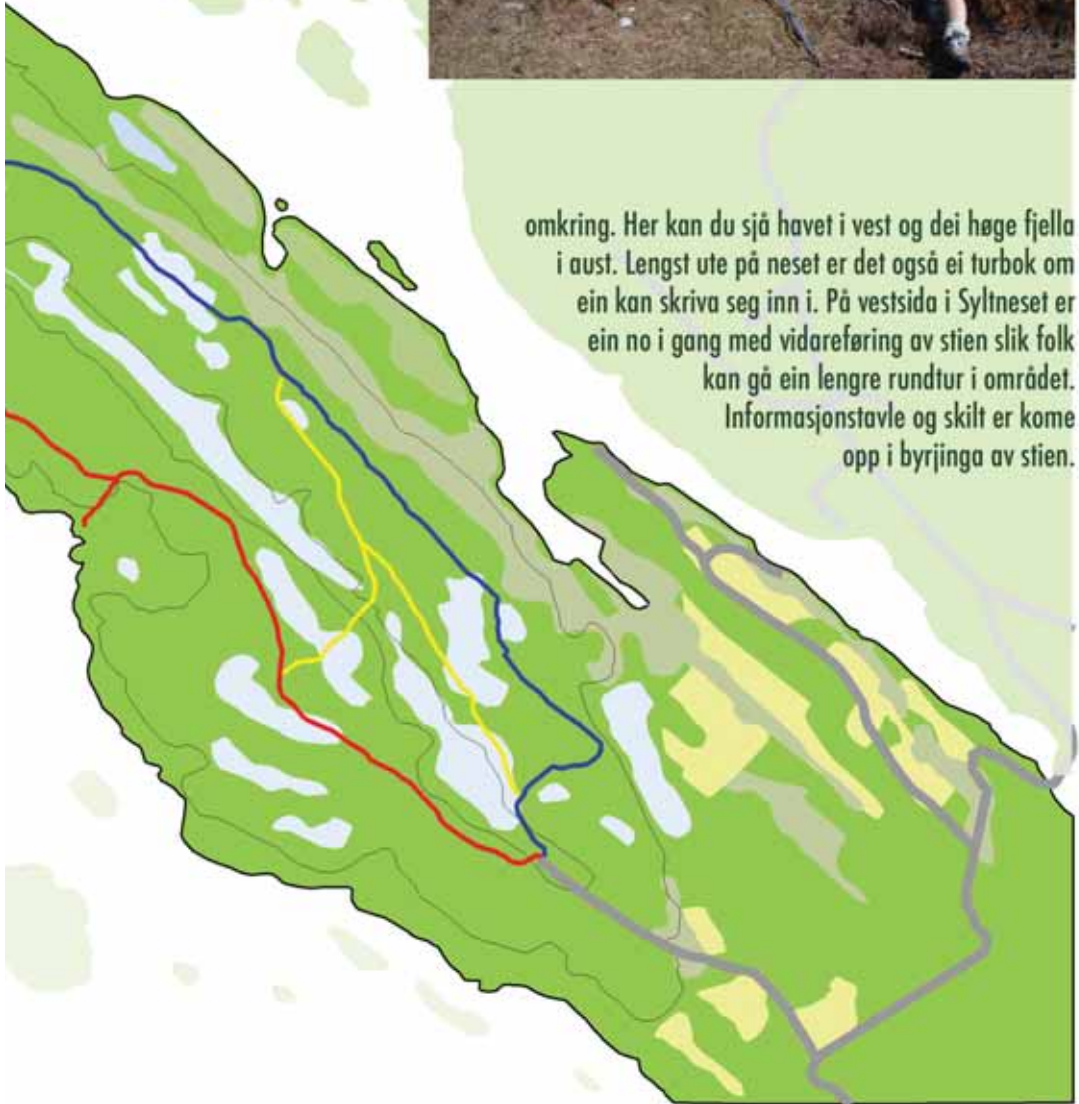 omkring. Her kan du sjå havet i vest og dei høge fjella
i aust. Lengst ute på neset er det også ei turbok om
ein kan skriva seg inn i. På vestsida i Syltneset er
ein no i gang med vidareføring av stien slik folk
kan gå ein lengre rundtur i området.
Informasjonstavle og skilt er kome
opp i byrjinga av stien.